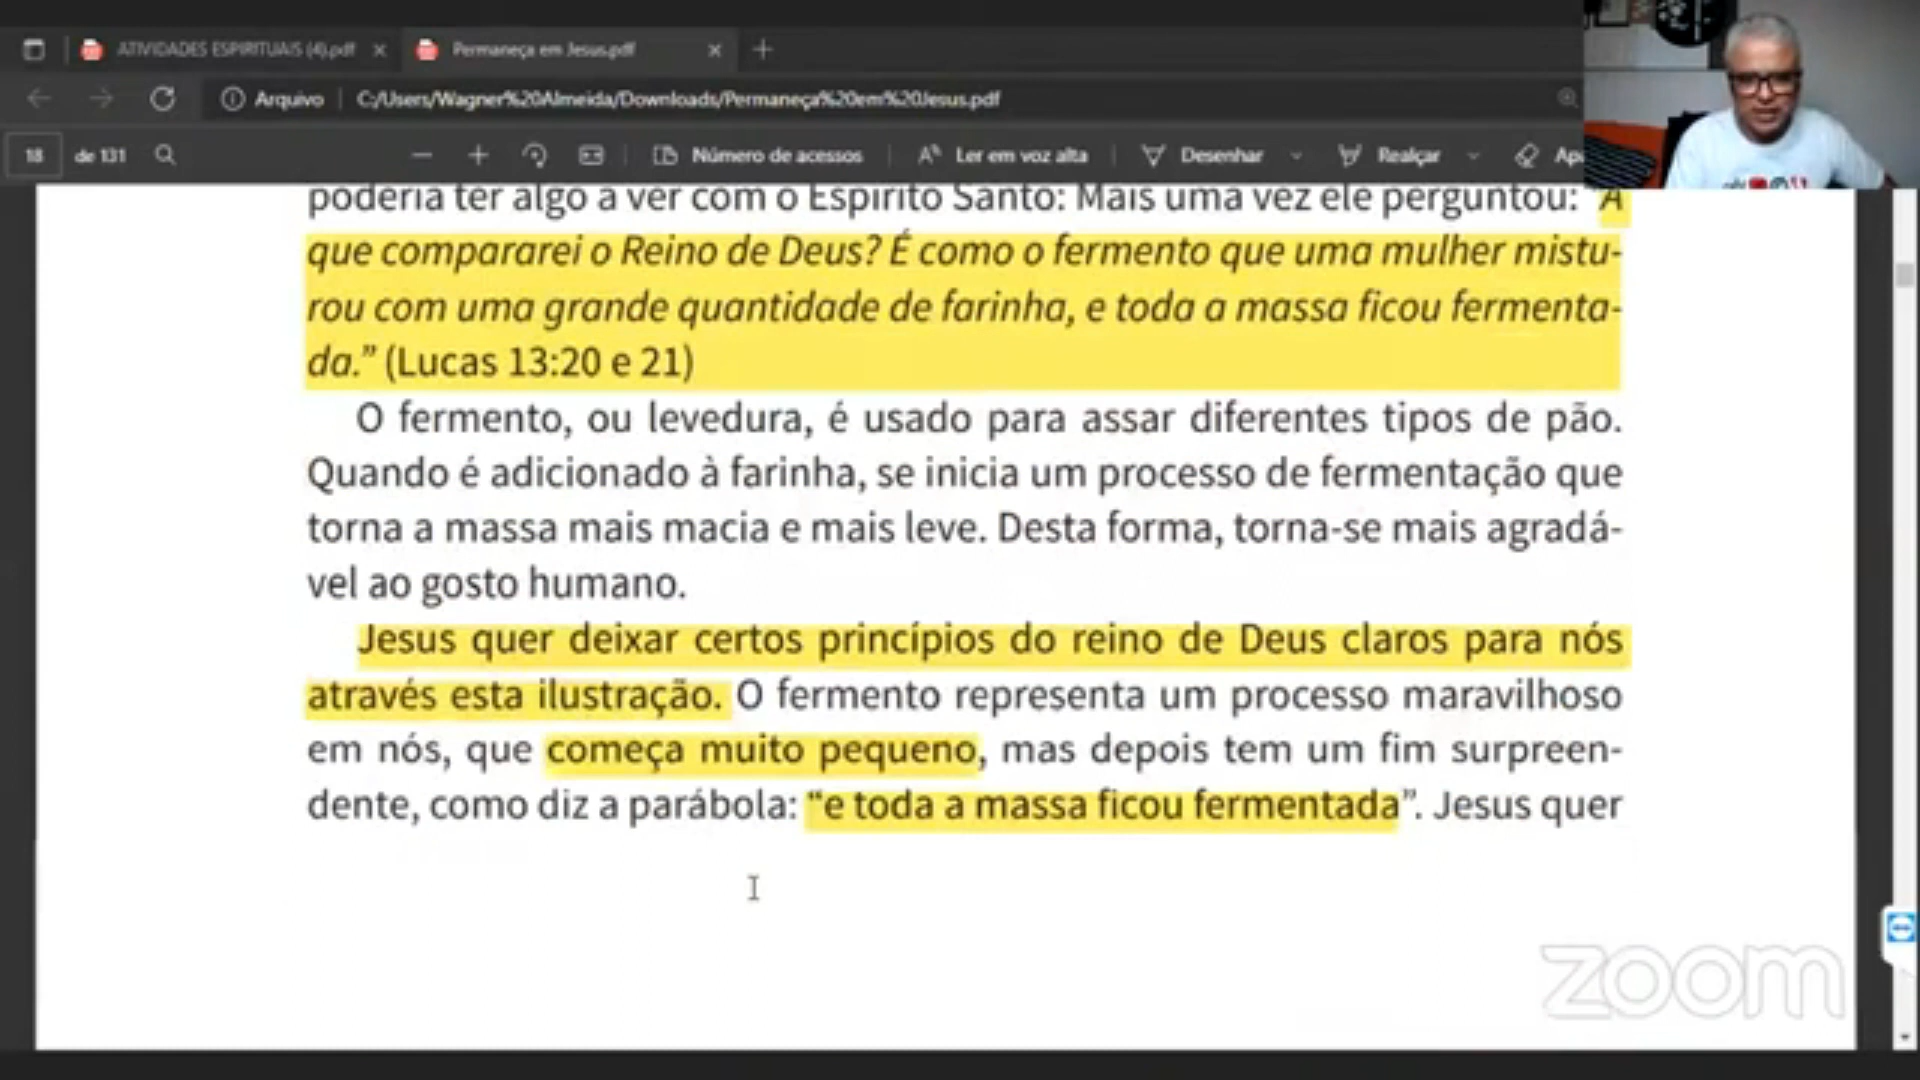 ATIVIDADES ESPIRITUAIS (4).pdf
Permaneça em Jesus.pdf
Arquivo
C:/Users/Wagner%20Almeida/Downloads/Permaneça%20em%20Jesus.pdf
18 de 131
Número de acessos
Ler em voz alta
Desenhar
Realçar
Apa
poderia ter algo a ver com o Espírito Santo: Mais uma vez ele perguntou: “A
que compararei o Reino de Deus? É como o fermento que uma mulher mistu-
rou com uma grande quantidade de farinha, e toda a massa ficou fermenta-
da.” (Lucas 13:20 e 21)
O fermento, ou levedura, é usado para assar diferentes tipos de pão.
Quando é adicionado à farinha, se inicia um processo de fermentação que
torna a massa mais macia e mais leve. Desta forma, torna-se mais agradá-
vel ao gosto humano.
Jesus quer deixar certos princípios do reino de Deus claros para nós
através esta ilustração. O fermento representa um processo maravilhoso
em nós, que começa muito pequeno, mas depois tem um fim surpreen-
dente, como diz a parábola: “e toda a massa ficou fermentada”. Jesus quer
zoom